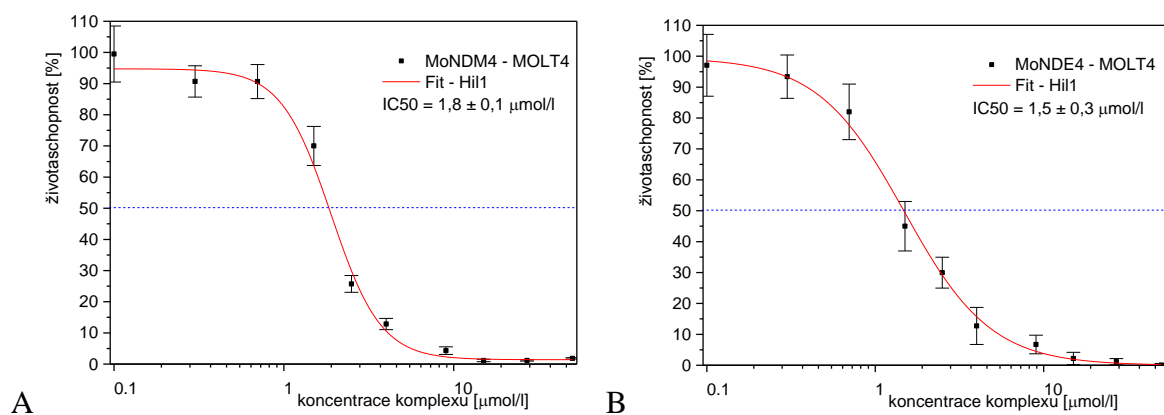 110
100
90
80
70
60
50
40
30
20
10
0
životaschopnost [%]
MoNDM4 - MOLT4
Fit - Hil1
IC50 = 1,8 ± 0,1 μmol/l
0.1
1
10
koncentrace komplexu [μmol/l]
A
110
100
90
80
70
60
50
40
30
20
10
0
životaschopnost [%]
MoNDE4 - MOLT4
Fit - Hil1
IC50 = 1,5 ± 0,3 μmol/l
0.1
1
10
koncentrace komplexu [μmol/l]
B